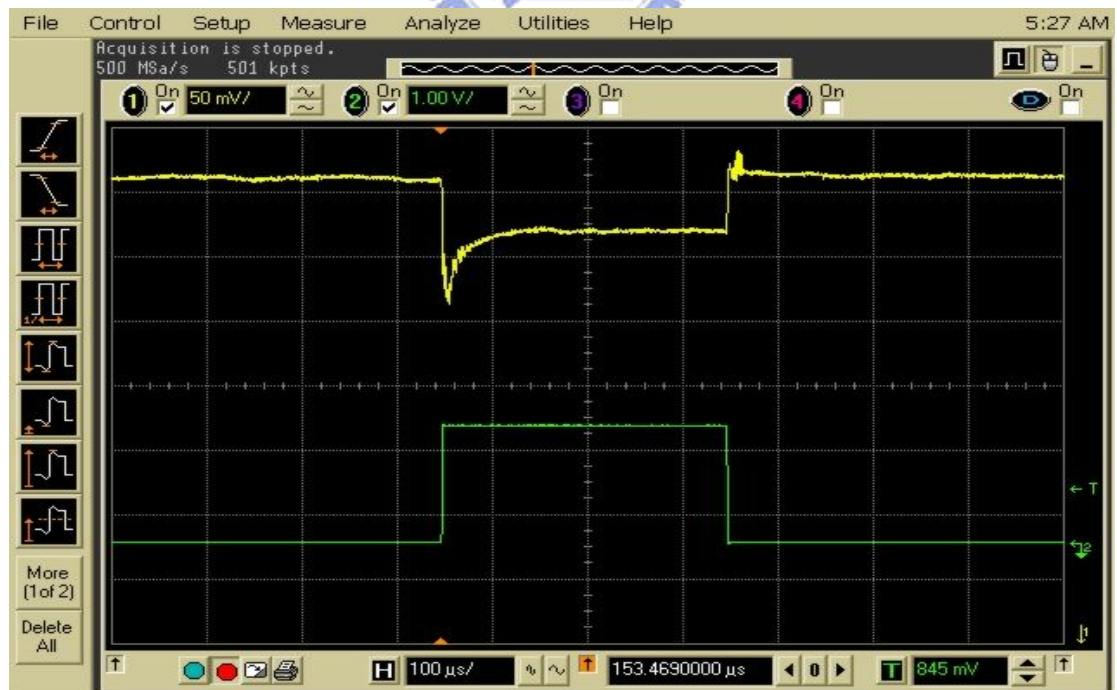 File Control Setup Measure Analyze Utilities Help 5:27 AM
Acquisition is stopped.
500 MSa/s 501 kpts
1 On 50 mV/ 2 On 1.00 V/ 3 On 4 On D On
T
2
1
More
(1of 2)
Delete
All
H 100 µs/ 153.4690000 µs 0 T 845 mV